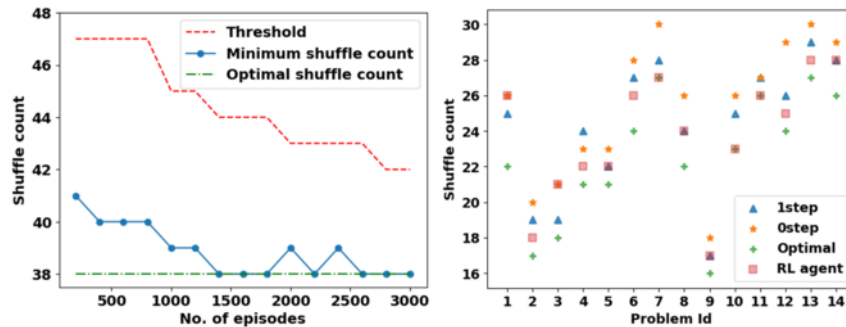 48
46
44
42
40
38
Shuffle count
500 1000 1500 2000 2500 3000
No. of episodes
Threshold
Minimum shuffle count
Optimal shuffle count
30
28
26
24
22
20
18
16
Shuffle count
1 2 3 4 5 6 7 8 9 10 11 12 13 14
Problem Id
1step
0step
Optimal
RL agent